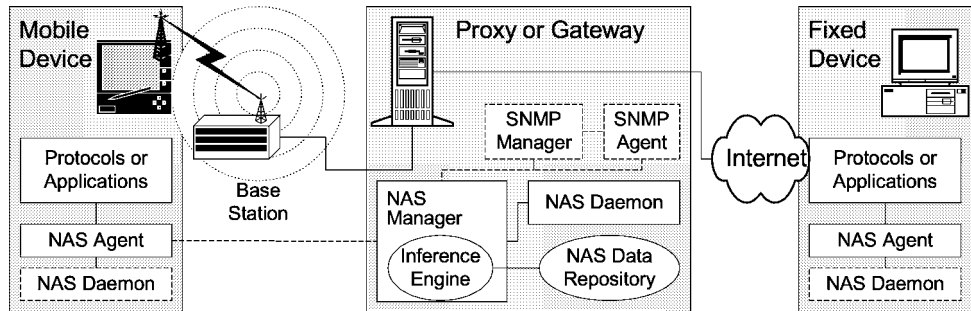 Mobile
Device
Protocols or
Applications
NAS Agent
NAS Daemon
Base
Station
Proxy or Gateway
SNMP
Manager
SNMP
Agent
NAS
Manager
Inference
Engine
NAS Daemon
NAS Data
Repository
Internet
Fixed
Device
Protocols or
Applications
NAS Agent
NAS Daemon